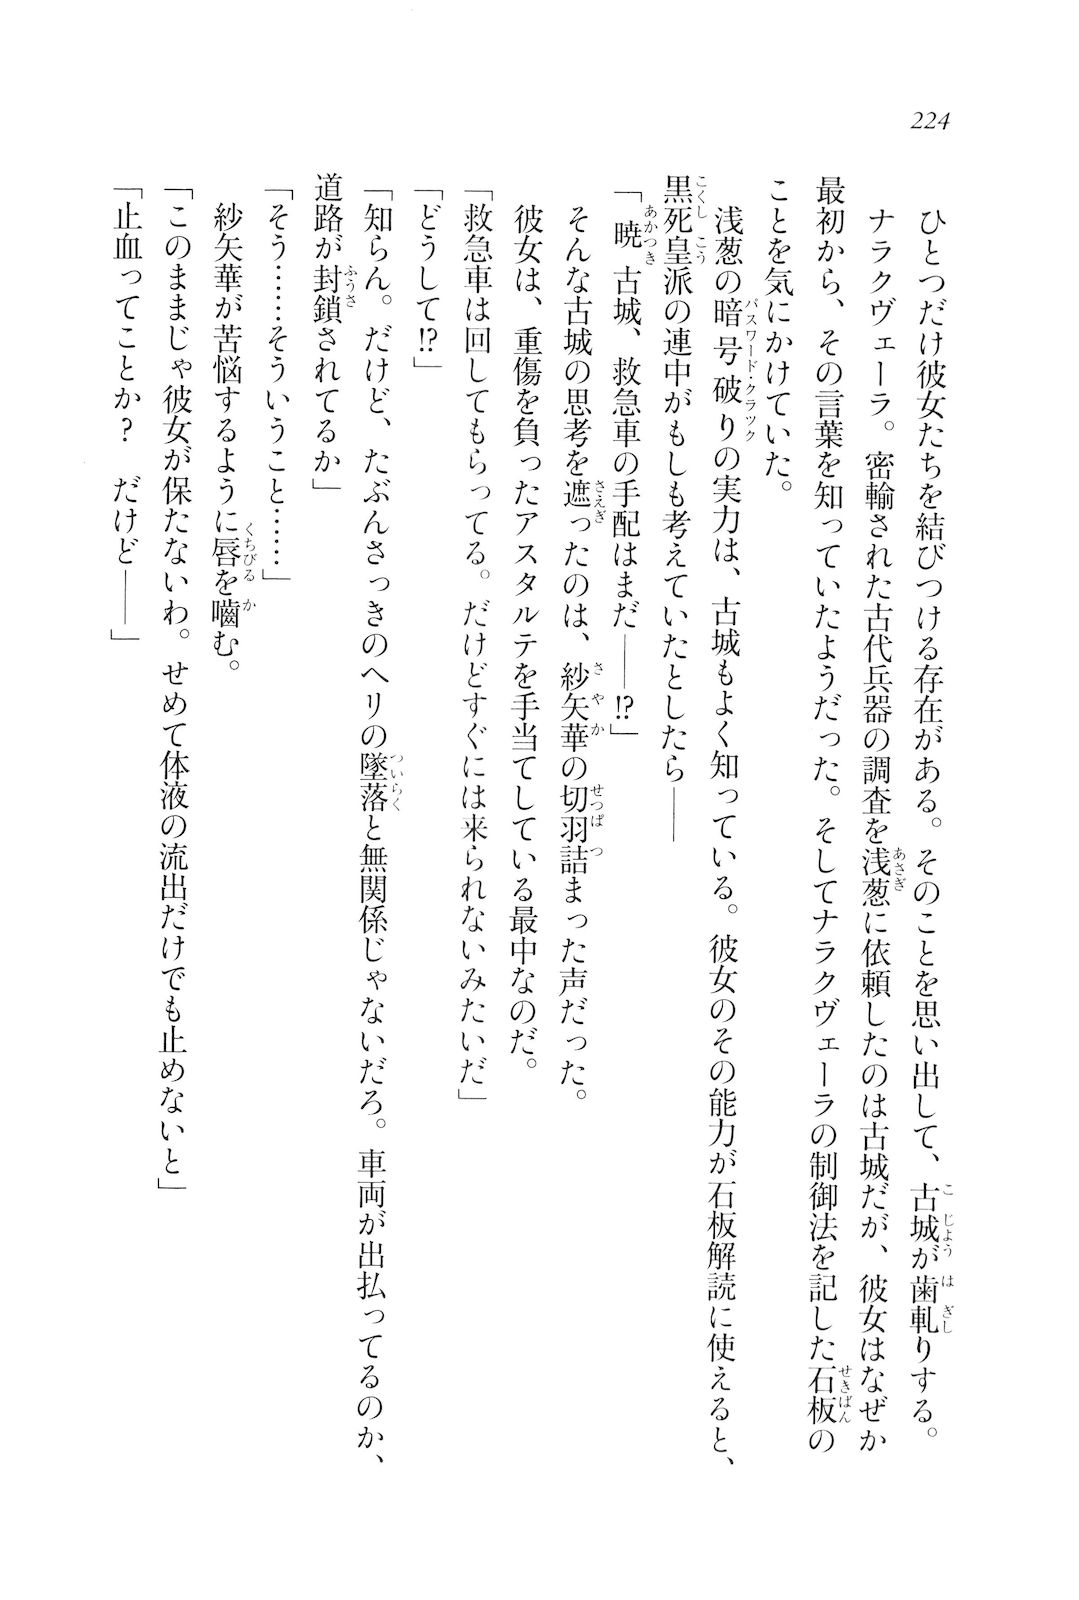 224
ひとつだけ彼女たちを結びつける存在がある。そのことを思い出して、古城が歯軋りする。
ナラクヴェーラ。密輸された古代兵器の調査を浅葱に依頼したのは古城だが、彼女はなぜか
最初から、その言葉を知っていたようだった。そしてナラクヴェーラの制御法を記した石板の
ことを気にかけていた。
浅葱の暗号破りの実力は、古城もよく知っている。彼女のその能力が石板解読に使えると、
黒死皇派の連中がもしも考えていたとしたら――
「暁古城、救急車の手配はまだ――!?」
そんな古城の思考を遮ったのは、紗矢華の切羽詰まった声だった。
彼女は、重傷を負ったアスタルテを手当てしている最中なのだ。
「救急車は回してもらってる。だけどすぐには来られないみたいだ」
「どうして!?」
「知らん。だけど、たぶんさっきのヘリの墜落と無関係じゃないだろ。車両が出払ってるのか、
道路が封鎖されてるか」
「そう……そういうこと……」
紗矢華が苦悩するように唇を嚙む。
「このままじゃ彼女が保たないわ。せめて体液の流出だけでも止めないと」
「止血ってことか？　だけど――」